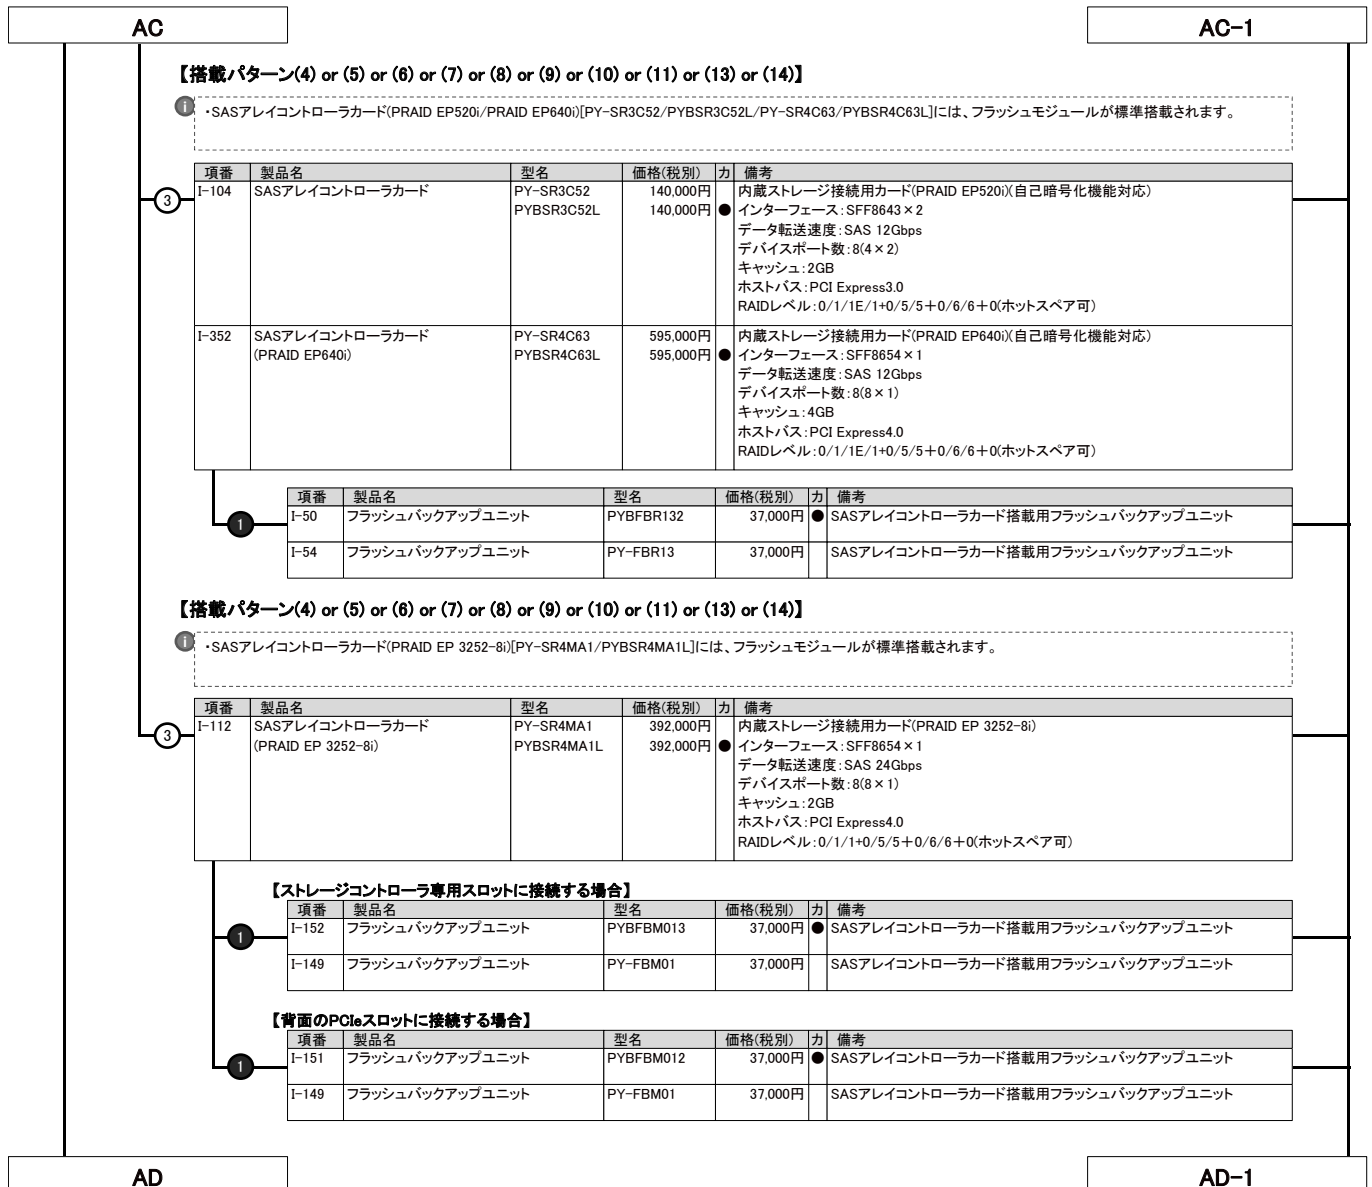 AC
AC-1
【搭載パターン(4) or (5) or (6) or (7) or (8) or (9) or (10) or (11) or (13) or (14)】
i
・SASアレイコントローラカード(PRAID EP520i/PRAID EP640i)[PY-SR3C52/PYBSR3C52L/PY-SR4C63/PYBSR4C63L]には、フラッシュモジュールが標準搭載されます。
項番 製品名 型名 価格(税別) カ 備考
3
I-104 SASアレイコントローラカード PY-SR3C52 140,000円 内蔵ストレージ接続用カード(PRAID EP520i)(自己暗号化機能対応)
PYBSR3C52L 140,000円 ● インターフェース：SFF8643×2
データ転送速度：SAS 12Gbps
デバイスポート数：8(4×2)
キャッシュ：2GB
ホストバス：PCI Express3.0
RAIDレベル：0/1/1E/1+0/5/5＋0/6/6＋0(ホットスペア可)
I-352 SASアレイコントローラカード PY-SR4C63 595,000円 内蔵ストレージ接続用カード(PRAID EP640i)(自己暗号化機能対応)
(PRAID EP640i) PYBSR4C63L 595,000円 ● インターフェース：SFF8654×1
データ転送速度：SAS 12Gbps
デバイスポート数：8(8×1)
キャッシュ：4GB
ホストバス：PCI Express4.0
RAIDレベル：0/1/1E/1+0/5/5＋0/6/6＋0(ホットスペア可)
項番 製品名 型名 価格(税別) カ 備考
1
I-50 フラッシュバックアップユニット PYBFBR132 37,000円 ● SASアレイコントローラカード搭載用フラッシュバックアップユニット
I-54 フラッシュバックアップユニット PY-FBR13 37,000円 SASアレイコントローラカード搭載用フラッシュバックアップユニット
【搭載パターン(4) or (5) or (6) or (7) or (8) or (9) or (10) or (11) or (13) or (14)】
i
・SASアレイコントローラカード(PRAID EP 3252-8i)[PY-SR4MA1/PYBSR4MA1L]には、フラッシュモジュールが標準搭載されます。
項番 製品名 型名 価格(税別) カ 備考
3
I-112 SASアレイコントローラカード PY-SR4MA1 392,000円 内蔵ストレージ接続用カード(PRAID EP 3252-8i)
(PRAID EP 3252-8i) PYBSR4MA1L 392,000円 ● インターフェース：SFF8654×1
データ転送速度：SAS 24Gbps
デバイスポート数：8(8×1)
キャッシュ：2GB
ホストバス：PCI Express4.0
RAIDレベル：0/1/1+0/5/5＋0/6/6＋0(ホットスペア可)
【ストレージコントローラ専用スロットに接続する場合】
項番 製品名 型名 価格(税別) カ 備考
1
I-152 フラッシュバックアップユニット PYBFBM013 37,000円 ● SASアレイコントローラカード搭載用フラッシュバックアップユニット
I-149 フラッシュバックアップユニット PY-FBM01 37,000円 SASアレイコントローラカード搭載用フラッシュバックアップユニット
【背面のPCIeスロットに接続する場合】
項番 製品名 型名 価格(税別) カ 備考
1
I-151 フラッシュバックアップユニット PYBFBM012 37,000円 ● SASアレイコントローラカード搭載用フラッシュバックアップユニット
I-149 フラッシュバックアップユニット PY-FBM01 37,000円 SASアレイコントローラカード搭載用フラッシュバックアップユニット
AD
AD-1